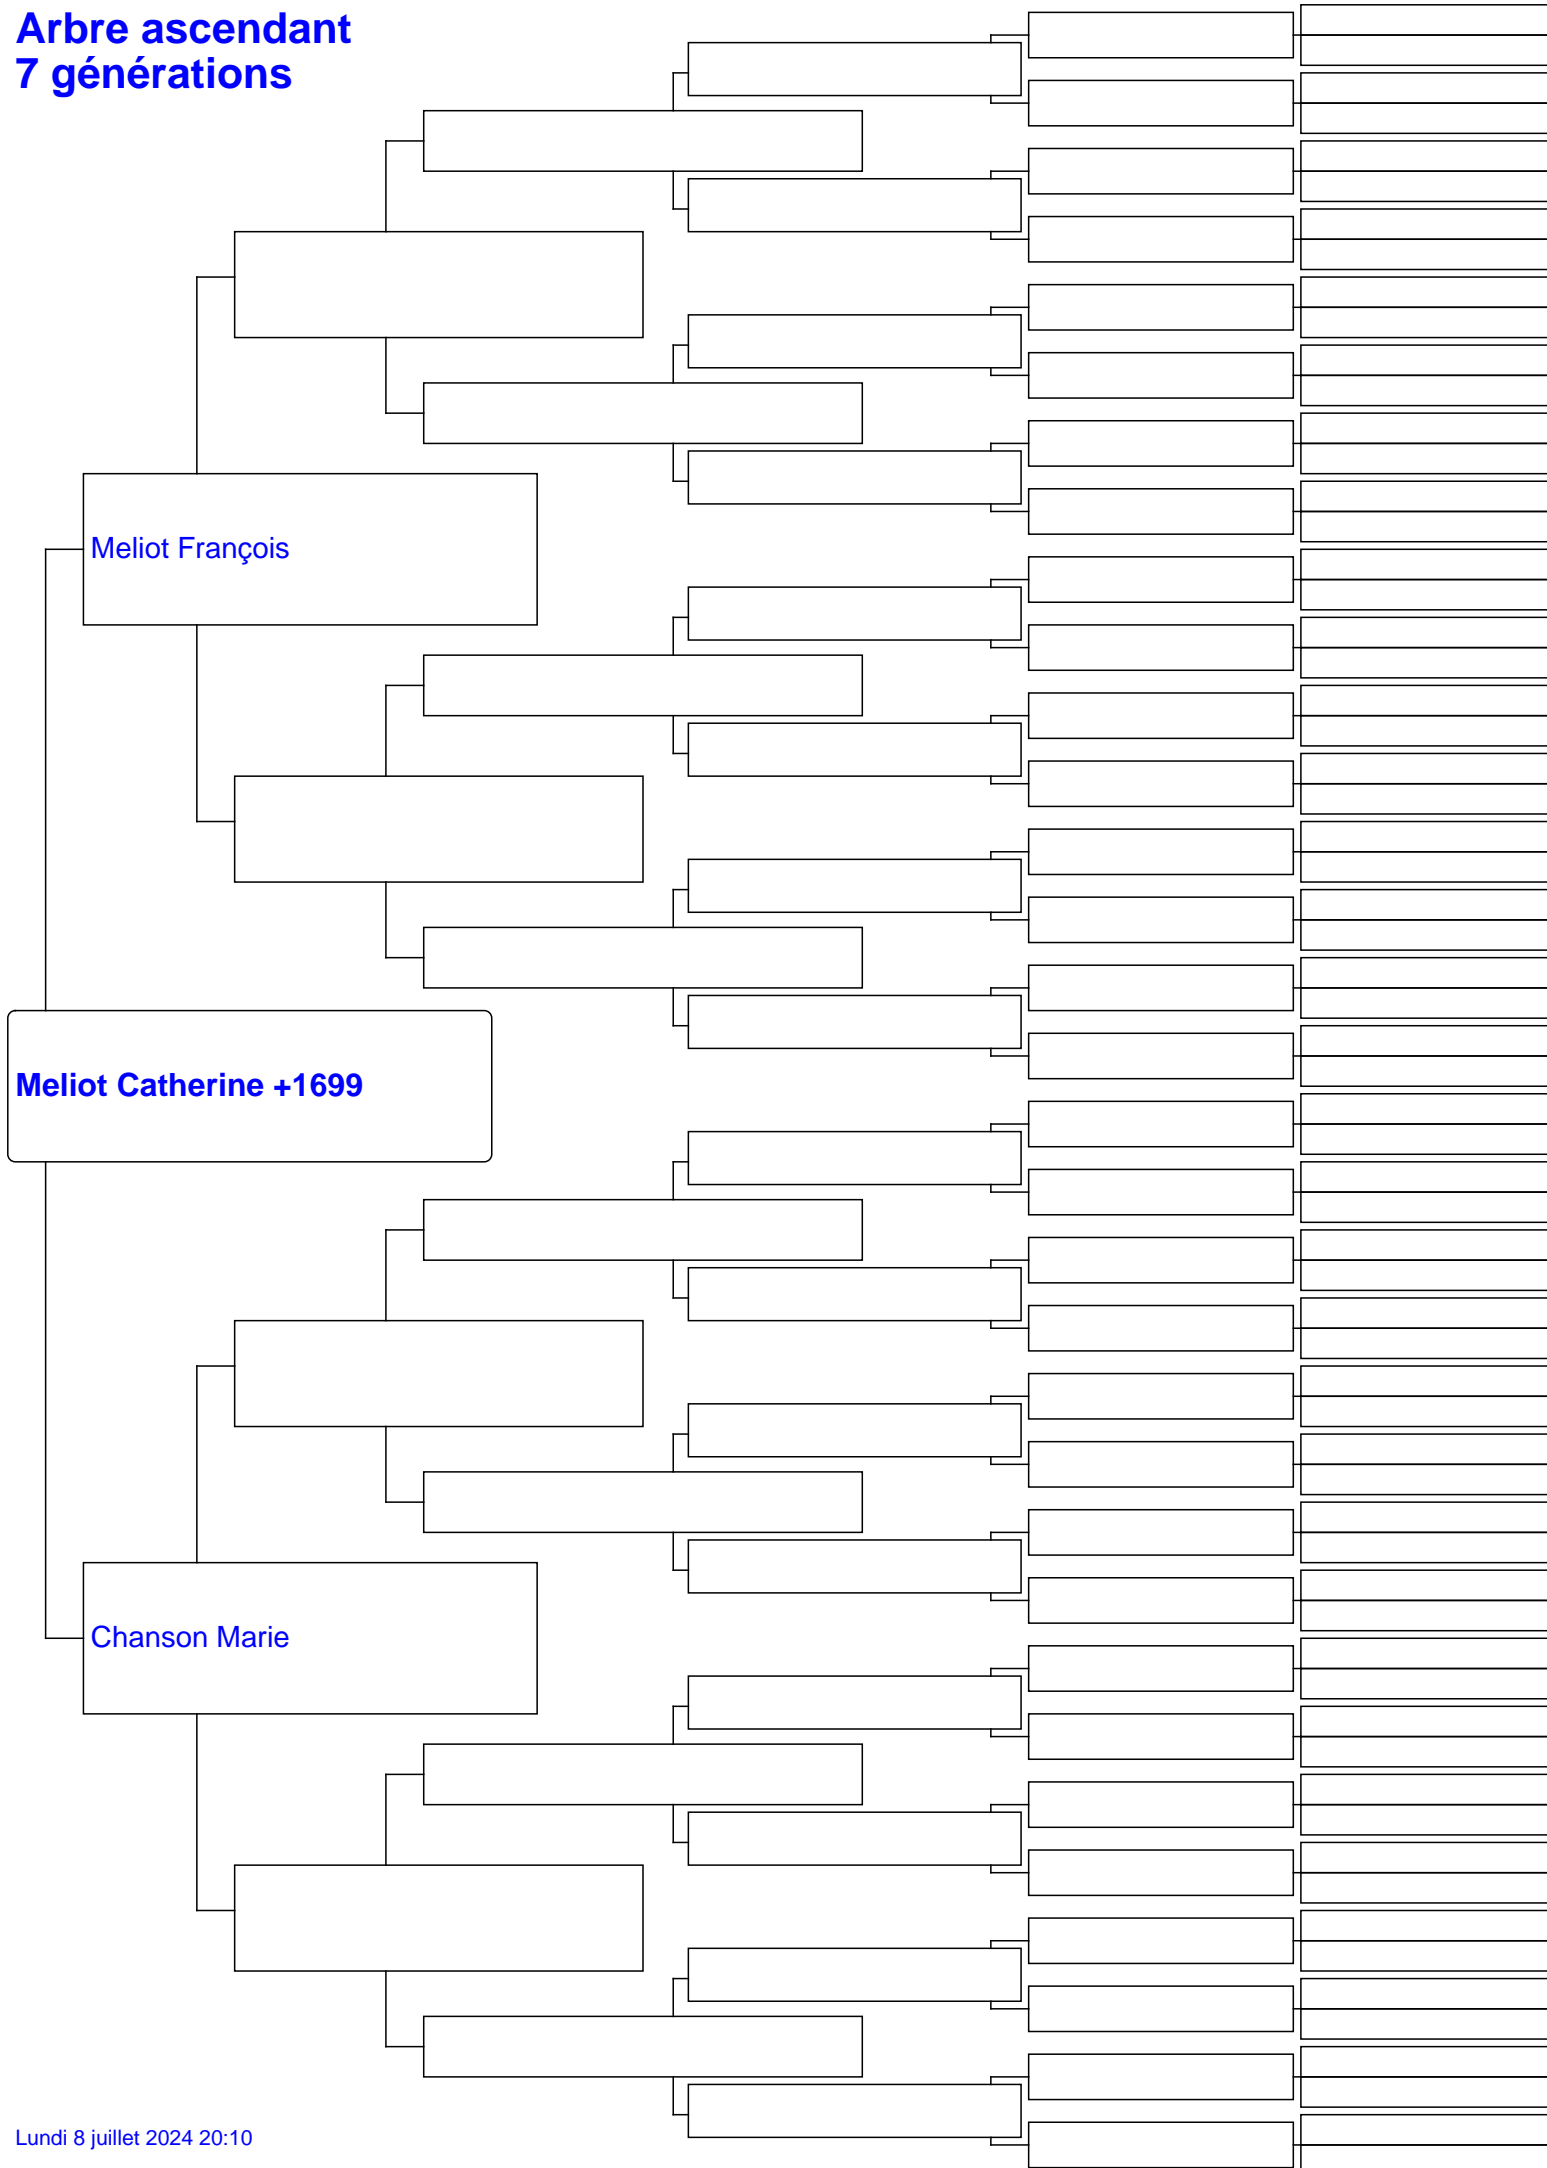 Arbre ascendant
7 générations
Meliot François
Meliot Catherine +1699
Chanson Marie
Lundi 8 juillet 2024 20:10